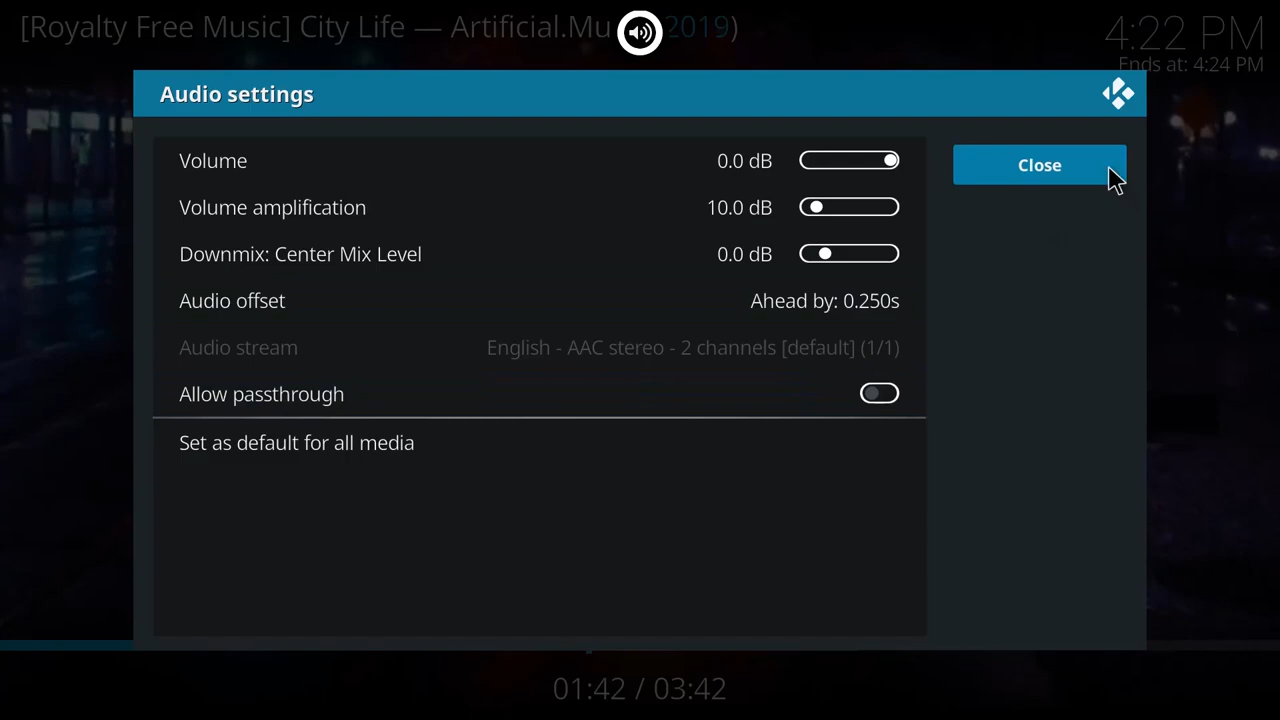 [Royalty Free Music] City Life — Artificial.Mu 2019)
4:22 PM
Ends at: 4:24 PM
Audio settings
Volume 0.0 dB
Close
Volume amplification 10.0 dB
Downmix: Center Mix Level 0.0 dB
Audio offset Ahead by: 0.250s
Audio stream English - AAC stereo - 2 channels [default] (1/1)
Allow passthrough
Set as default for all media
01:42 / 03:42